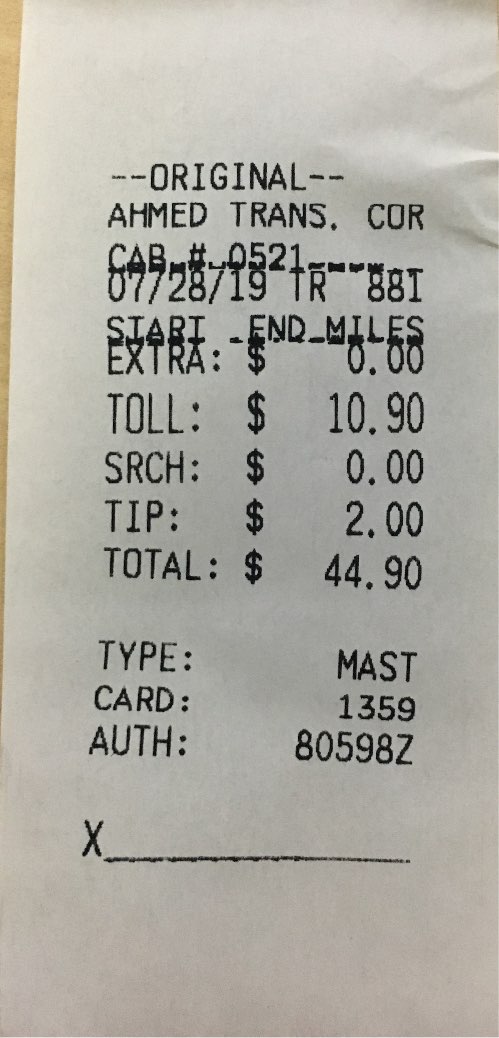 --ORIGINAL--
AHMED TRANS. COR
CAB # 0521
07/28/19 TR 881
START END MILES
EXTRA: $ 0.00
TOLL: $ 10.90
SRCH: $ 0.00
TIP: $ 2.00
TOTAL: $ 44.90
TYPE: MAST
CARD: 1359
AUTH: 80598Z
X